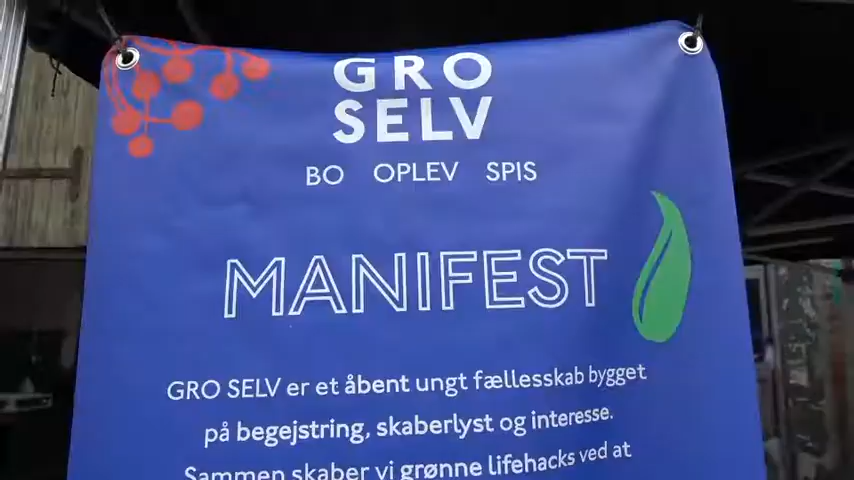 GRO
SELV
BO OPLEV SPIS
MANIFEST
GRO SELV er et åbent ungt fællesskab bygget
på begejstring, skaberlyst og interesse.
Sammen skaber vi grønne lifehacks ved at